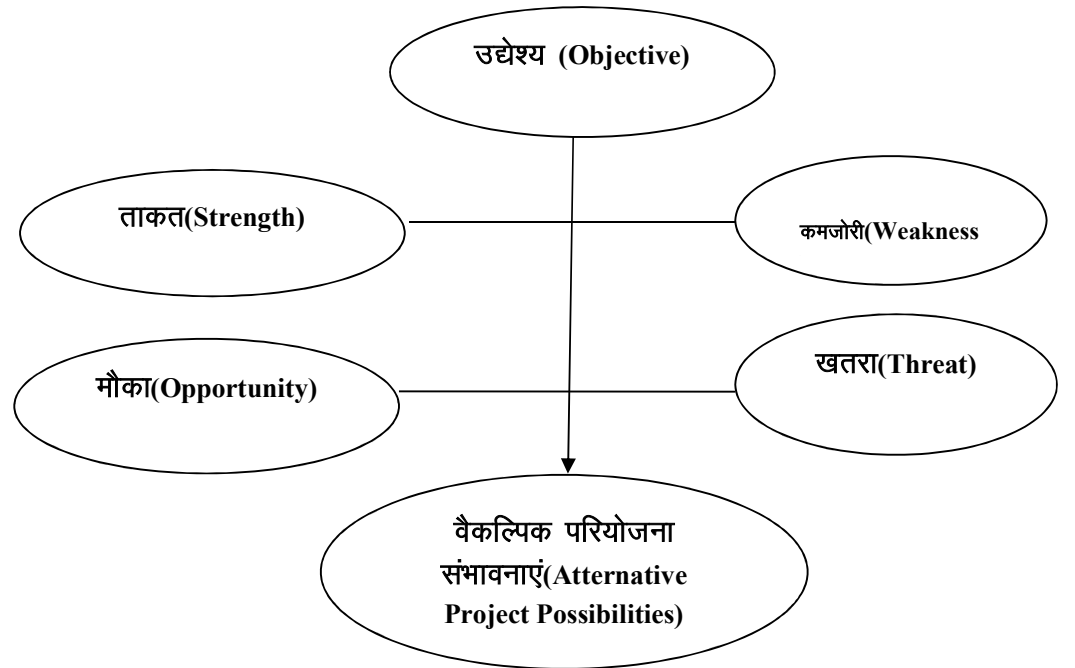 उद्येश्य (Objective)
ताकत(Strength)
कमजोरी(Weakness
मौका(Opportunity)
खतरा(Threat)
वैकल्पिक परियोजना
संभावनाएं(Atternative
Project Possibilities)